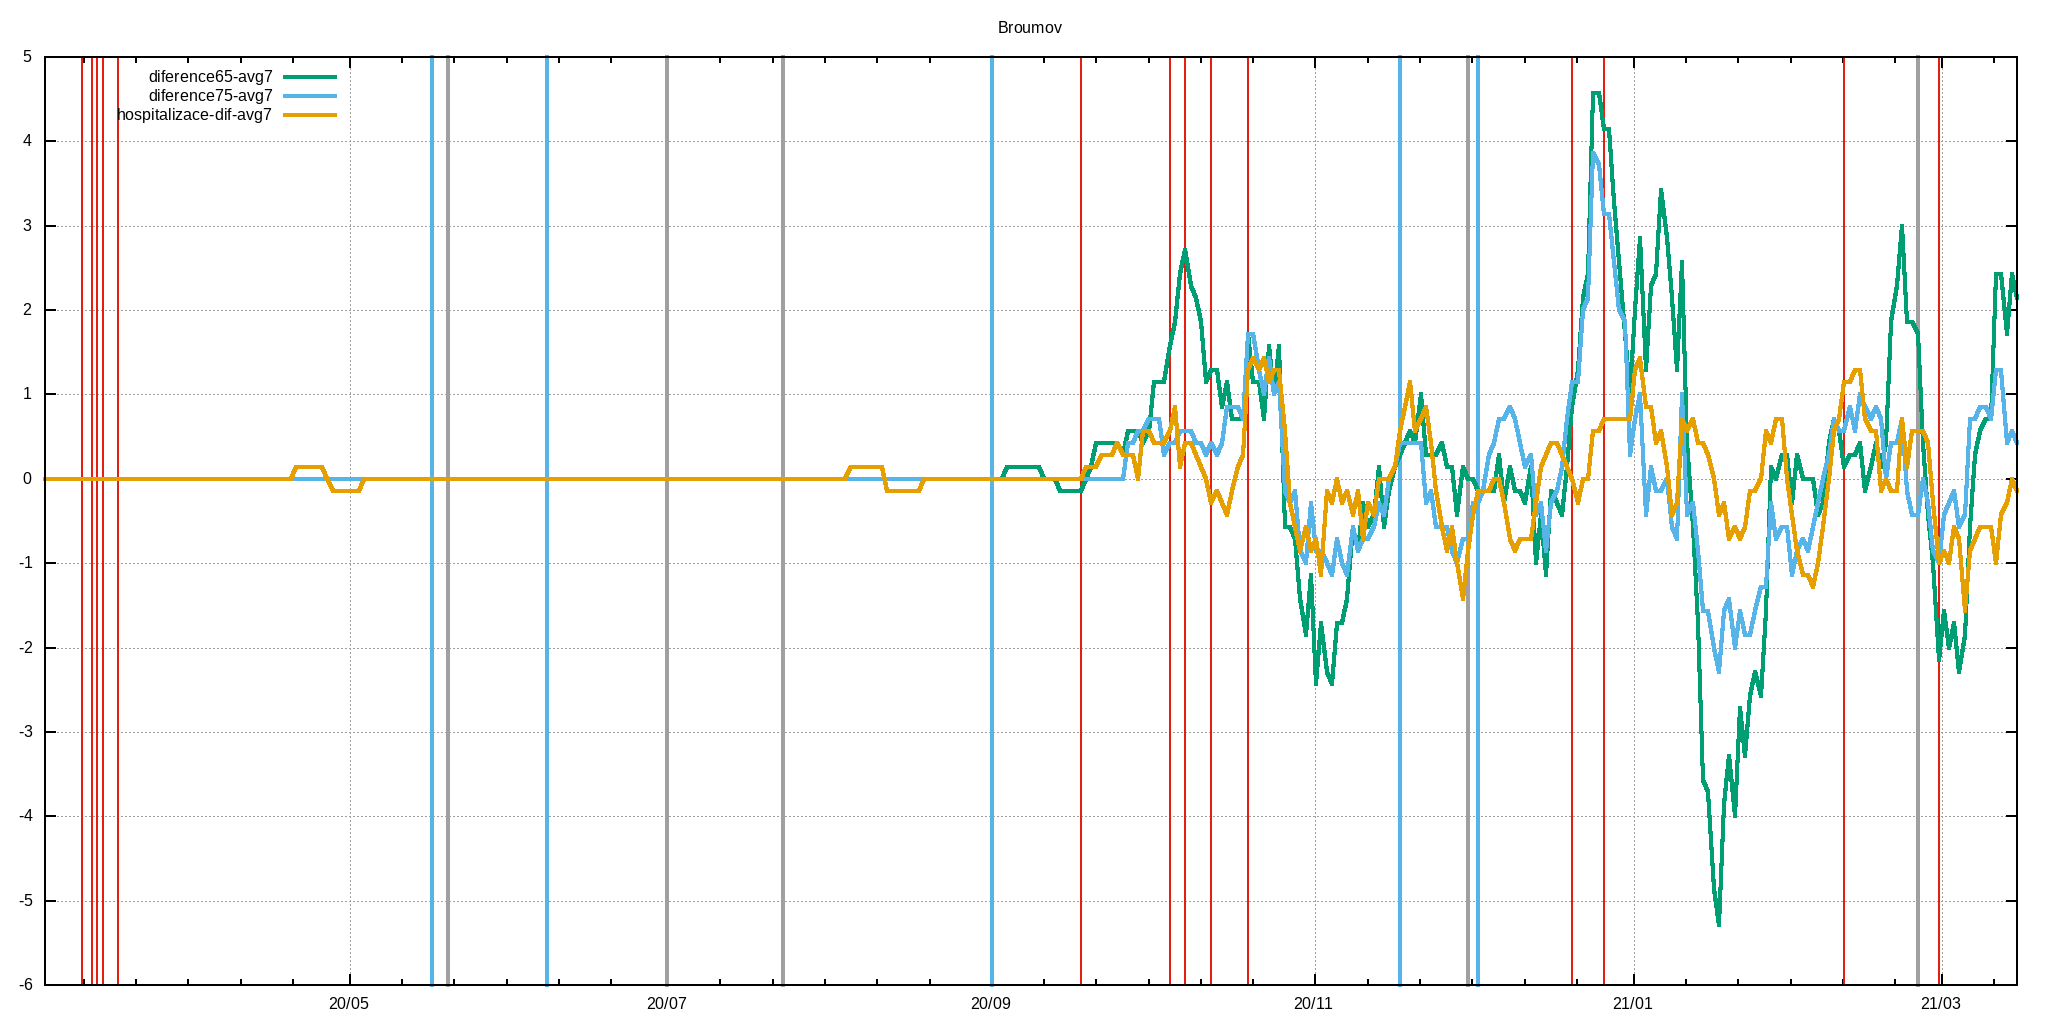 Broumov
5
diference65-avg7
diference75-avg7
hospitalizace-dif-avg7
4
3
2
1
0
-1
-2
-3
-4
-5
-6
20/05 20/07 20/09 20/11 21/01 21/03